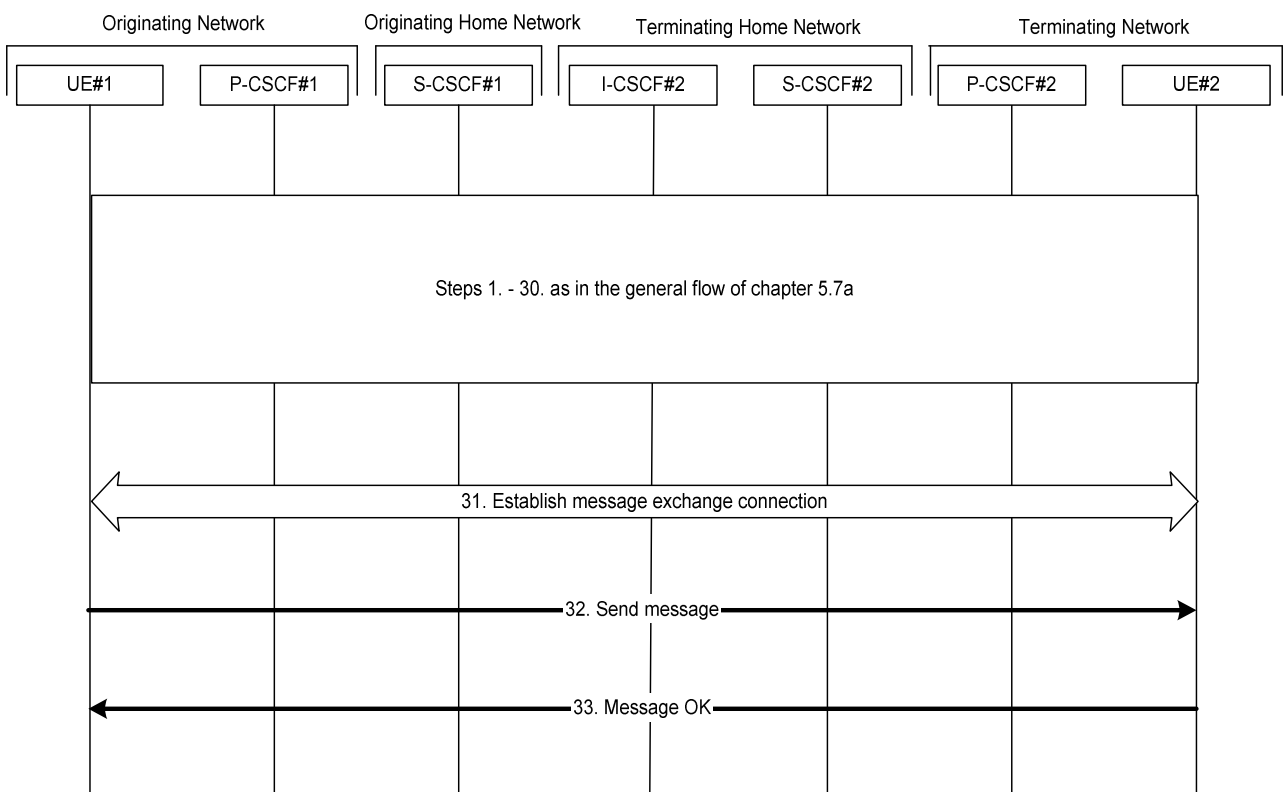 Originating Network
Originating Home Network
Terminating Home Network
Terminating Network
UE#1
P-CSCF#1
S-CSCF#1
I-CSCF#2
S-CSCF#2
P-CSCF#2
UE#2
Steps 1. - 30. as in the general flow of chapter 5.7a
31. Establish message exchange connection
32. Send message
33. Message OK